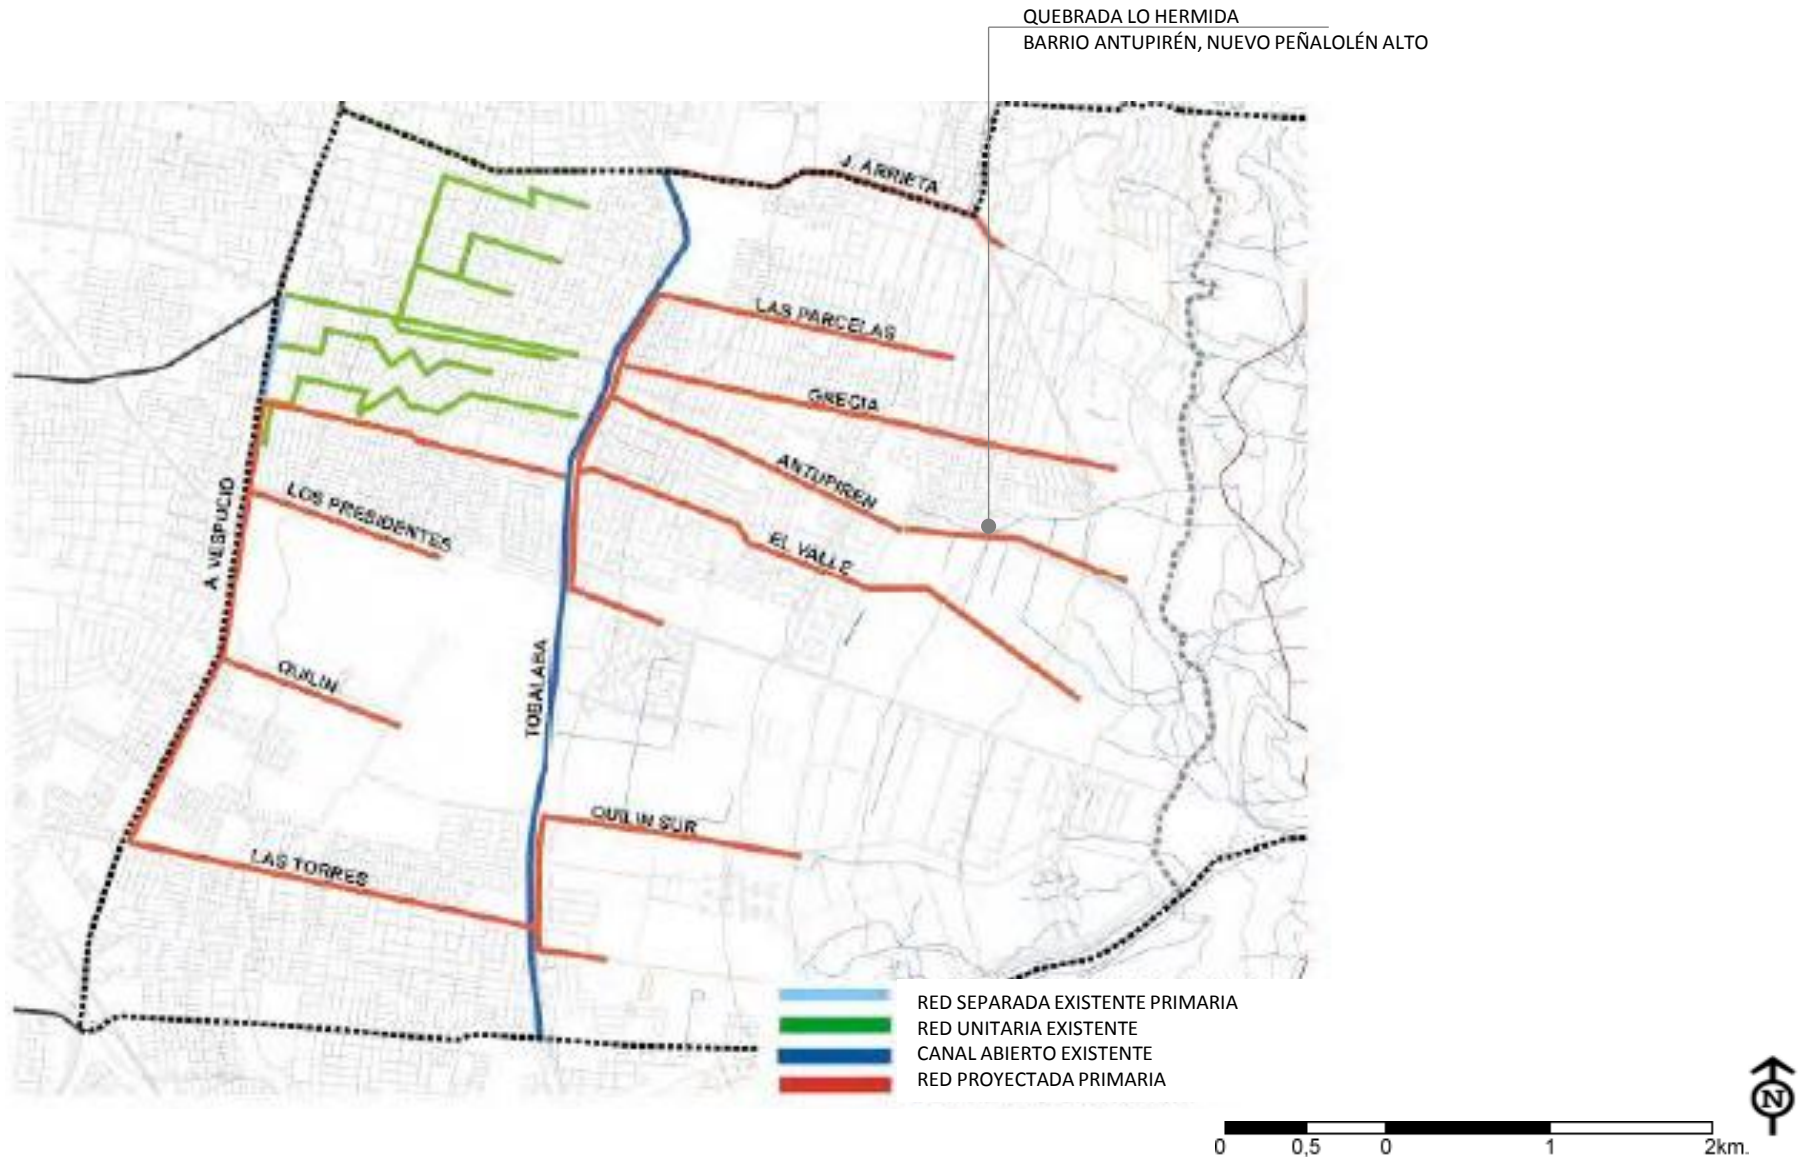 QUEBRADA LO HERMIDA
BARRIO ANTUPIRÉN, NUEVO PEÑALOLÉN ALTO
J. ARRIETA
LAS PARCELAS
GRECIA
ANTUPIREN
EL VALLE
LOS PRESIDENTES
A VESPUCIO
QUILIN
TOBALABA
QUILIN SUR
LAS TORRES
RED SEPARADA EXISTENTE PRIMARIA
RED UNITARIA EXISTENTE
CANAL ABIERTO EXISTENTE
RED PROYECTADA PRIMARIA
N
0 0,5 0 1 2km.